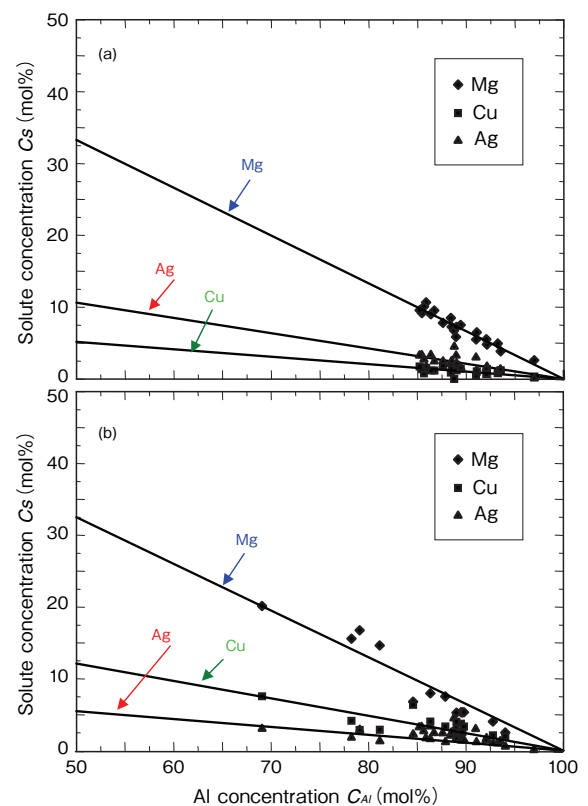 50
(a)
Mg
Cu
Ag
40
30
20
10
0
Mg
Ag
Cu
Solute concentration Cs (mol%)
50
(b)
Mg
Cu
Ag
40
30
20
10
0
Mg
Ag
Cu
Solute concentration Cs (mol%)
50 60 70 80 90 100
Al concentration CAl (mol%)